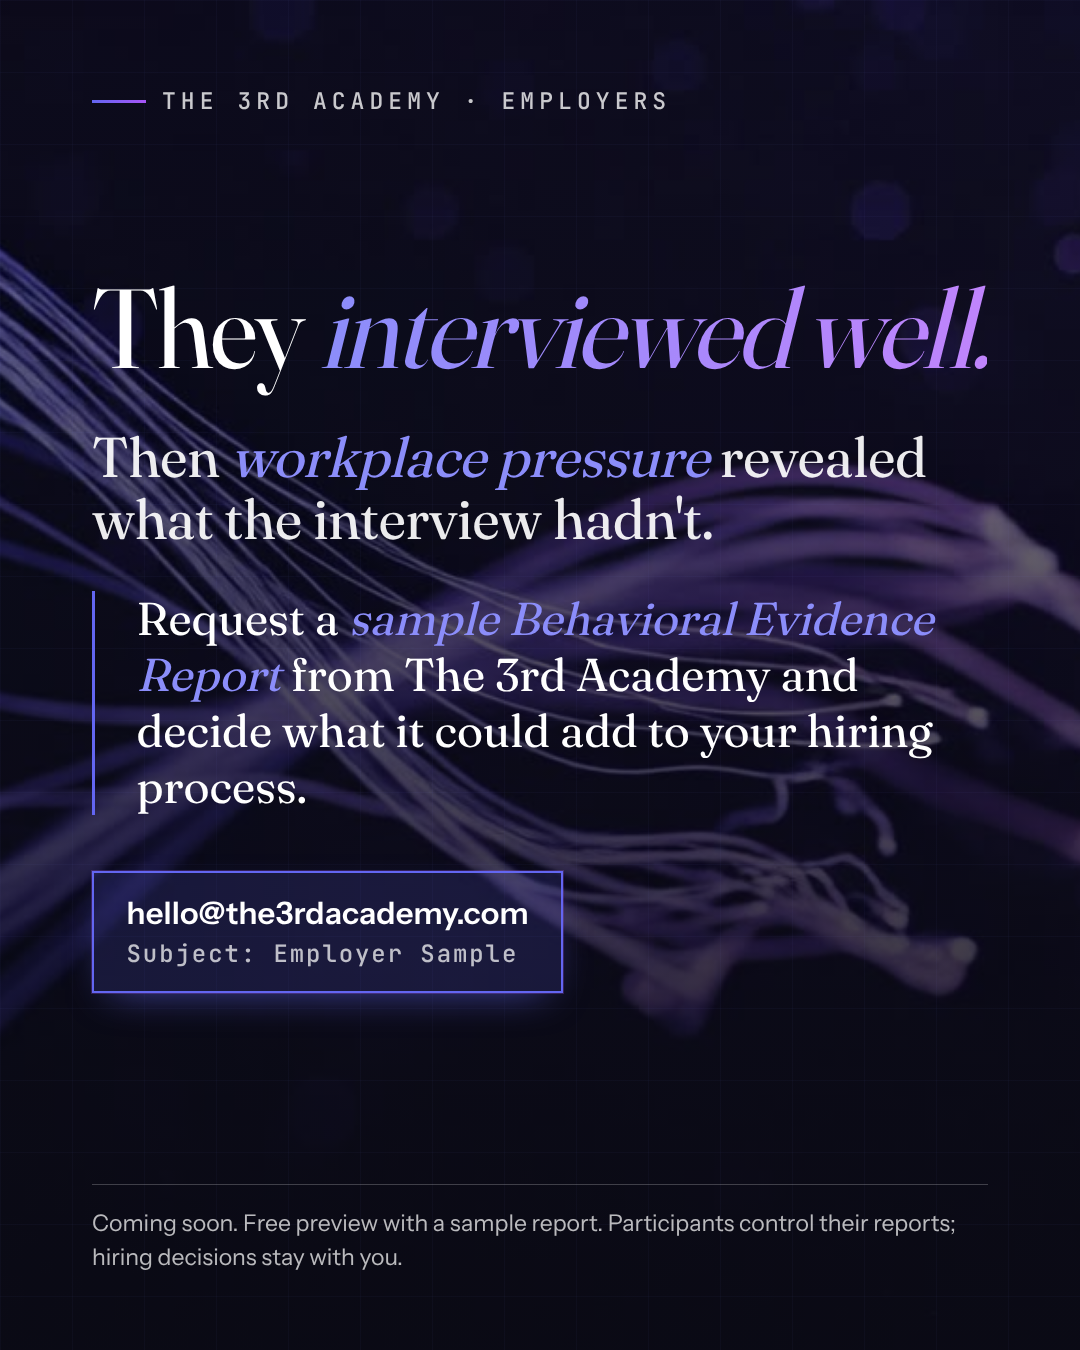 THE 3RD ACADEMY · EMPLOYERS
They interviewed well.
Then workplace pressure revealed
what the interview hadn't.
Request a sample Behavioral Evidence
Report from The 3rd Academy and
decide what it could add to your hiring
process.
hello@the3rdacademy.com
Subject: Employer Sample
Coming soon. Free preview with a sample report. Participants control their reports;
hiring decisions stay with you.